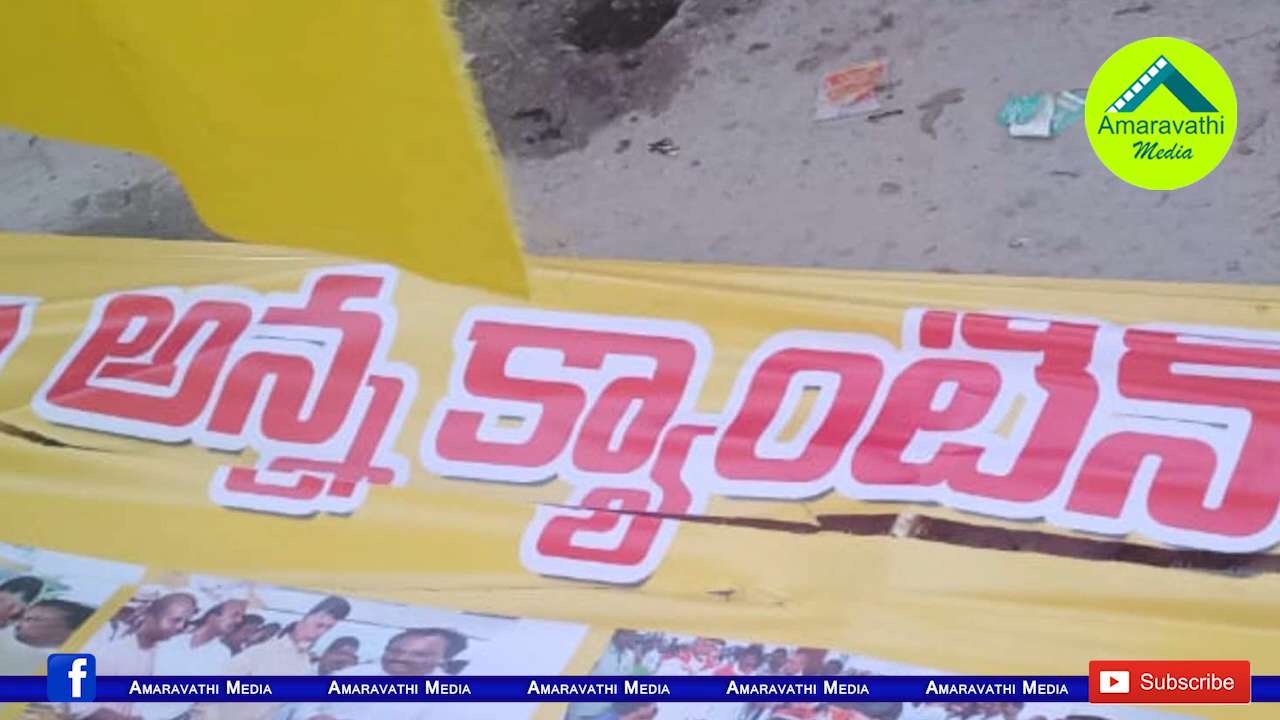 Amaravathi
Media
అన్న క్యాంటీన్
Amaravathi Media Amaravathi Media Amaravathi Media Amaravathi Media Amaravathi Media
Subscribe